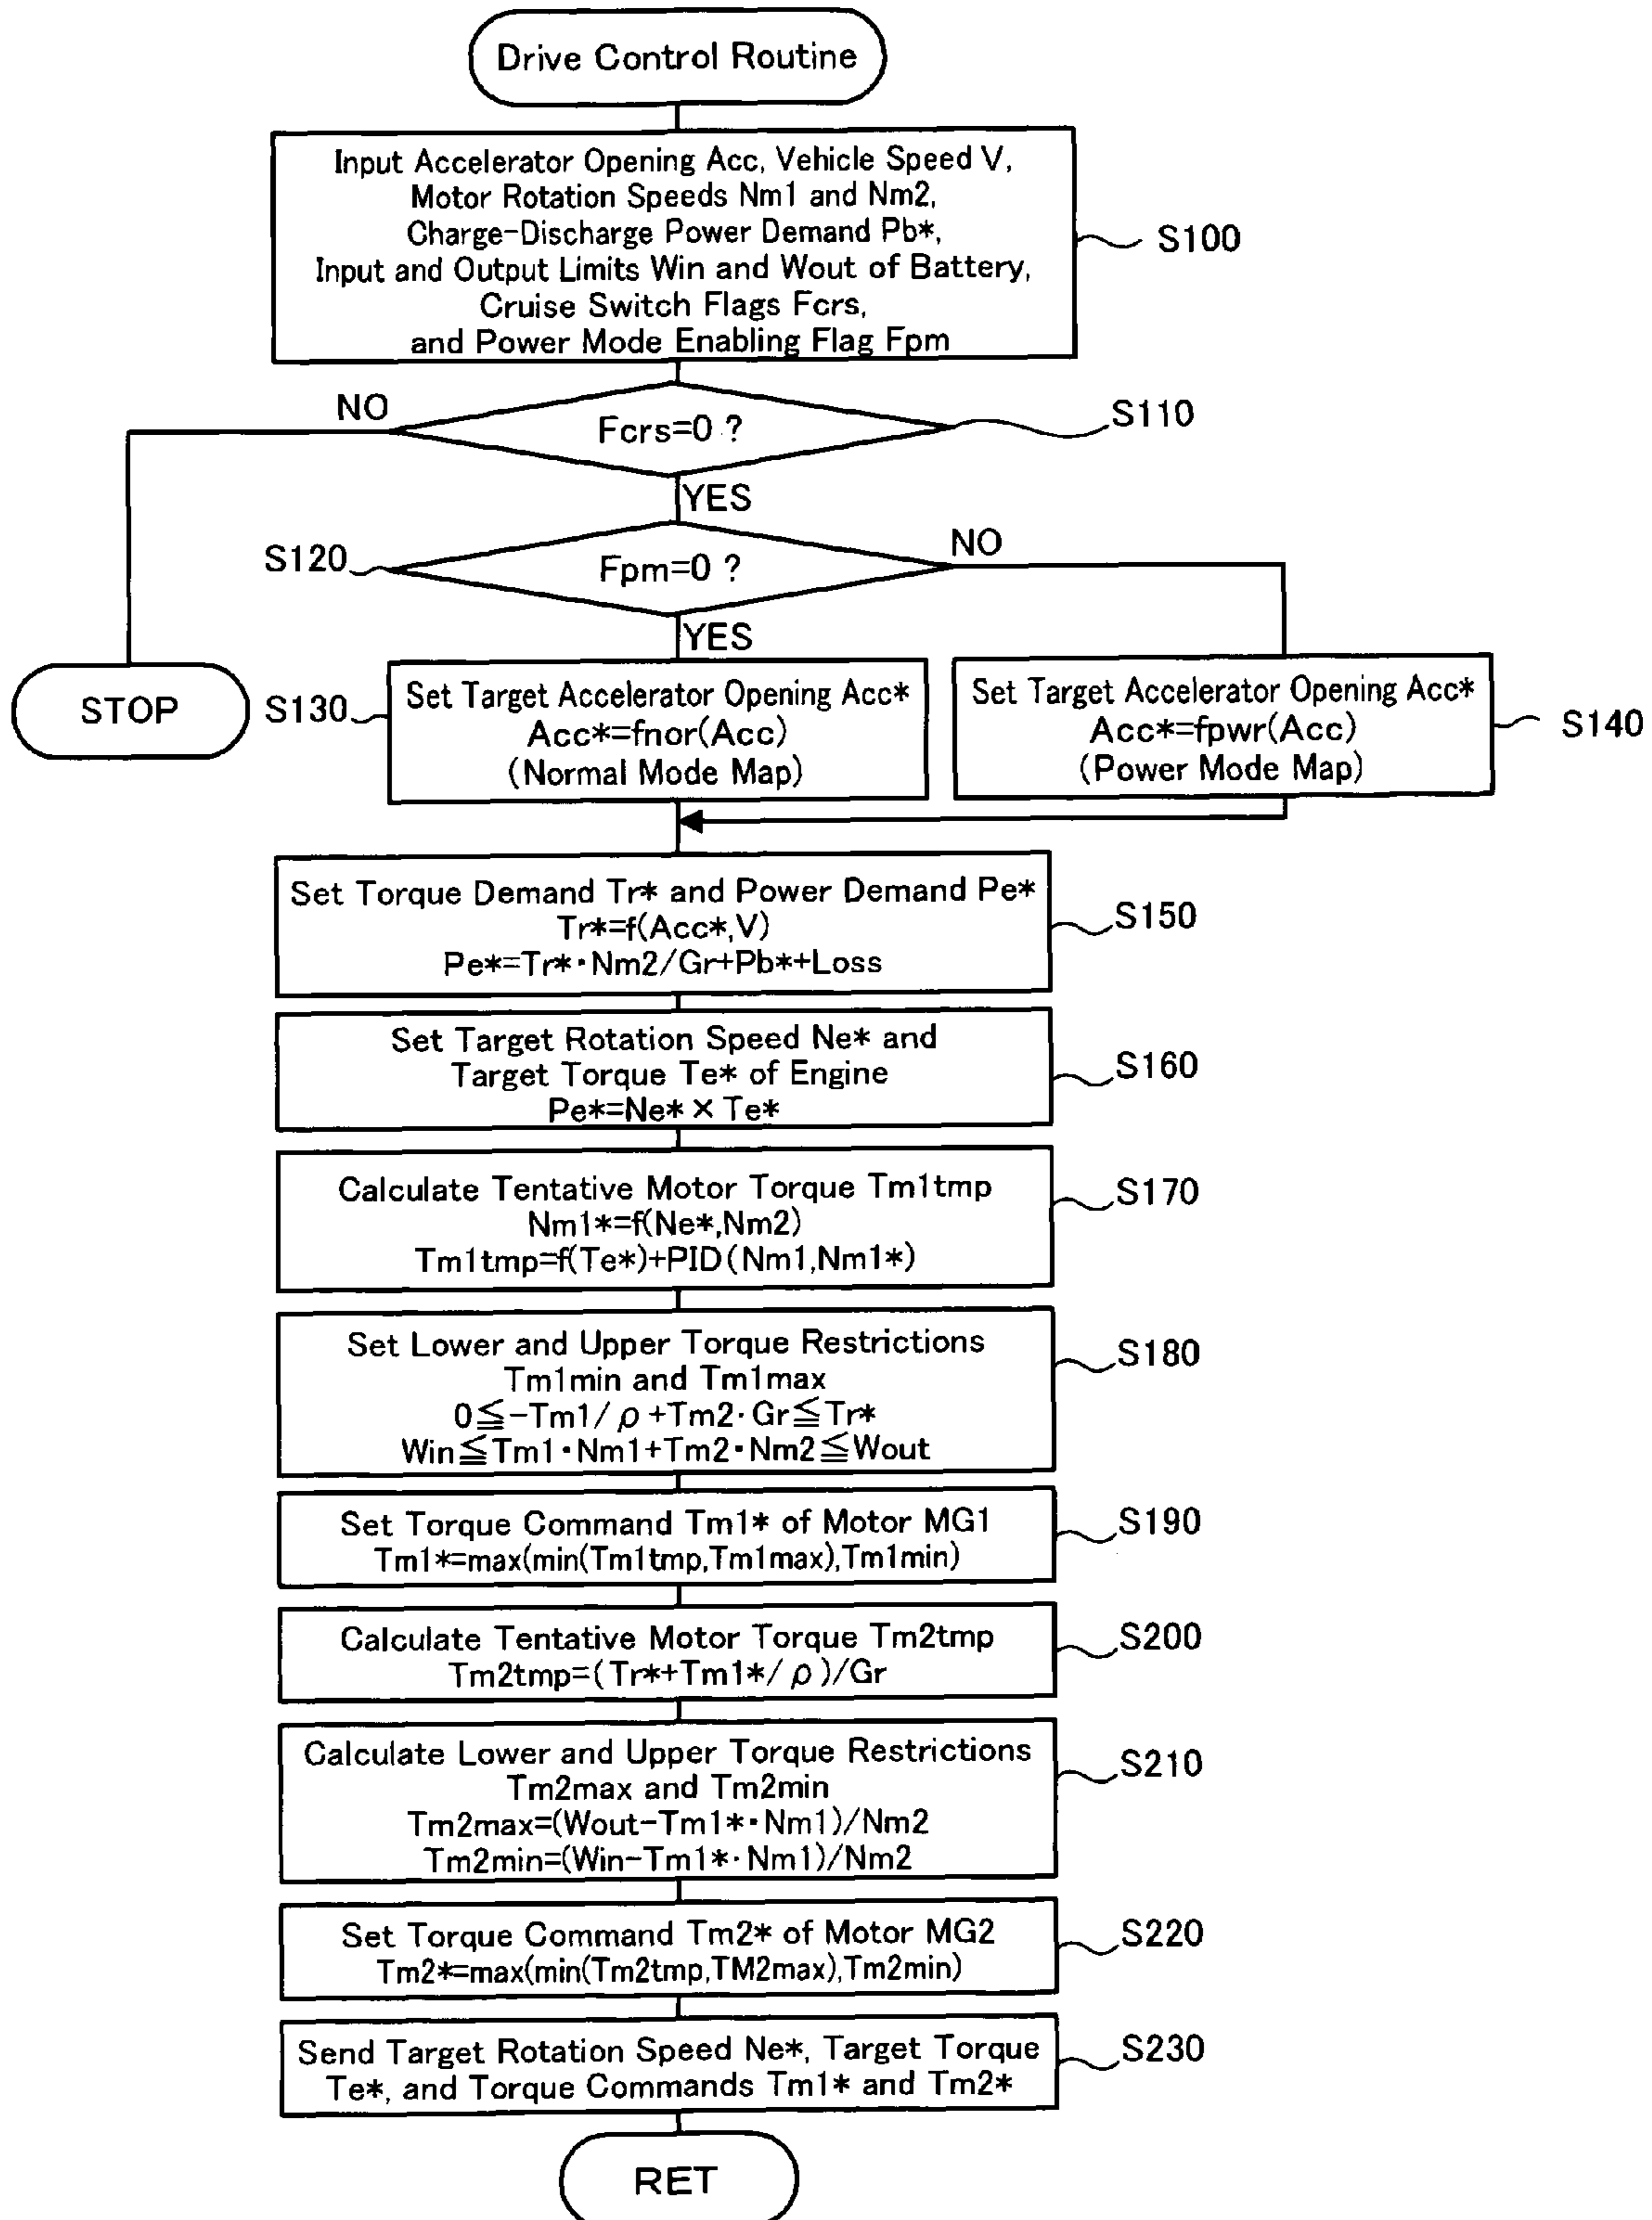 Drive Control Routine
Input Accelerator Opening Acc, Vehicle Speed V,
Motor Rotation Speeds Nm1 and Nm2,
Charge-Discharge Power Demand Pb*,
Input and Output Limits Win and Wout of Battery,
Cruise Switch Flags Fcrs,
and Power Mode Enabling Flag Fpm
S100
NO
Fcrs=0 ?
S110
YES
S120
Fpm=0 ?
NO
YES
STOP
S130
Set Target Accelerator Opening Acc*
Acc*=fnor(Acc)
(Normal Mode Map)
Set Target Accelerator Opening Acc*
Acc*=fpwr(Acc)
(Power Mode Map)
S140
Set Torque Demand Tr* and Power Demand Pe*
Tr*=f(Acc*,V)
Pe*=Tr*·Nm2/Gr+Pb*+Loss
S150
Set Target Rotation Speed Ne* and
Target Torque Te* of Engine
Pe*=Ne*×Te*
S160
Calculate Tentative Motor Torque Tm1tmp
Nm1*=f(Ne*,Nm2)
Tm1tmp=f(Te*)+PID(Nm1,Nm1*)
S170
Set Lower and Upper Torque Restrictions
Tm1min and Tm1max
0≦-Tm1/ρ+Tm2·Gr≦Tr*
Win≦Tm1·Nm1+Tm2·Nm2≦Wout
S180
Set Torque Command Tm1* of Motor MG1
Tm1*=max(min(Tm1tmp,Tm1max),Tm1min)
S190
Calculate Tentative Motor Torque Tm2tmp
Tm2tmp=(Tr*+Tm1*/ρ)/Gr
S200
Calculate Lower and Upper Torque Restrictions
Tm2max and Tm2min
Tm2max=(Wout-Tm1*·Nm1)/Nm2
Tm2min=(Win-Tm1*·Nm1)/Nm2
S210
Set Torque Command Tm2* of Motor MG2
Tm2*=max(min(Tm2tmp,TM2max),Tm2min)
S220
Send Target Rotation Speed Ne*, Target Torque
Te*, and Torque Commands Tm1* and Tm2*
S230
RET